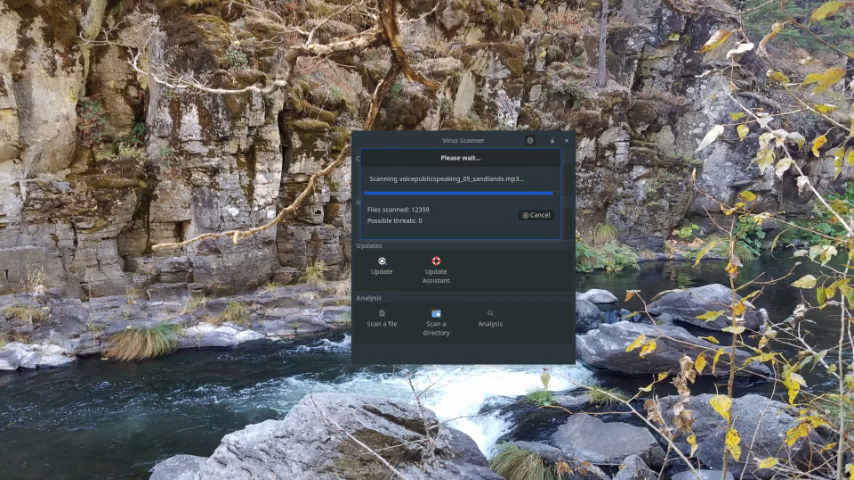 Virus Scanner
Please wait...
Scanning voicepublicspeaking_05_sandlands.mp3...
Files scanned: 12359
Possible threats: 0
Cancel
Updates
Update
Update
Assistant
Analysis
Scan a file
Scan a
directory
Analysis